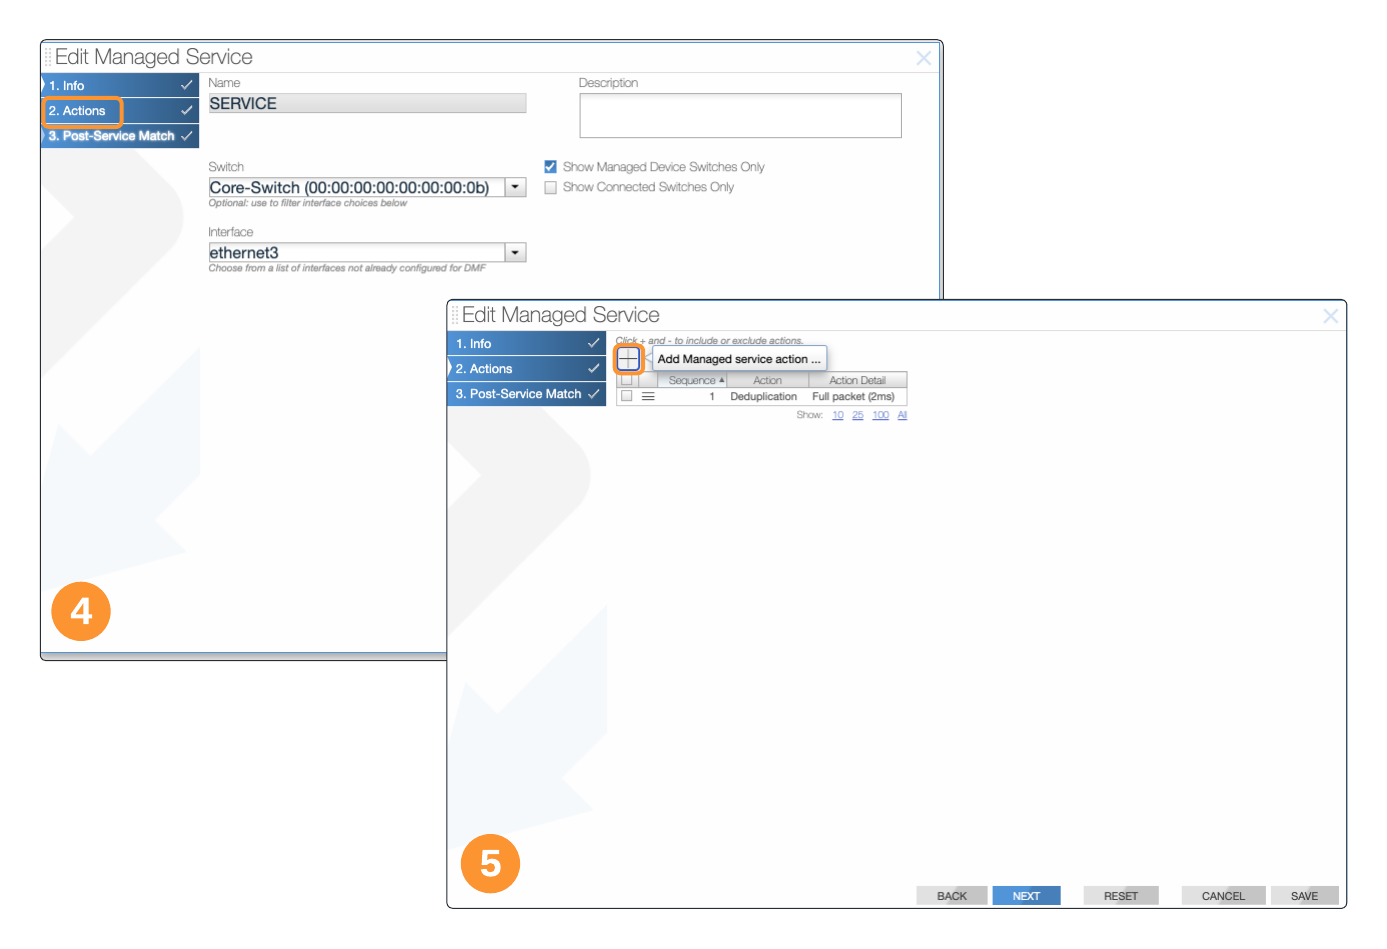 Edit Managed Service
1. Info
2. Actions
3. Post-Service Match
Name
SERVICE
Description
Switch
Core-Switch (00:00:00:00:00:00:00:0b)
Optional: use to filter interface choices below
Show Managed Device Switches Only
Show Connected Switches Only
Interface
ethernet3
Choose from a list of interfaces not already configured for DMF
4
Edit Managed Service
1. Info
2. Actions
3. Post-Service Match
Click + and - to include or exclude actions.
Add Managed service action ...
Sequence Action Action Detail
1 Deduplication Full packet (2ms)
Show: 10 25 100 All
5
BACK NEXT RESET CANCEL SAVE